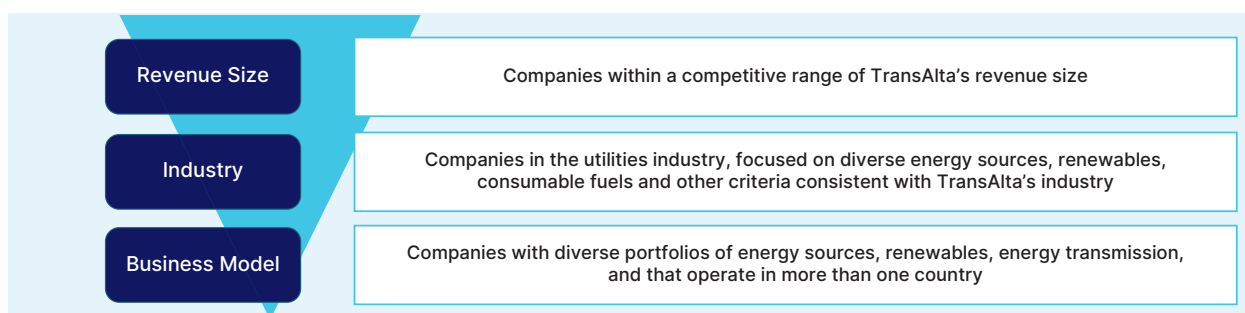 Revenue Size
Companies within a competitive range of TransAlta's revenue size
Industry
Companies in the utilities industry, focused on diverse energy sources, renewables,
consumable fuels and other criteria consistent with TransAlta's industry
Business Model
Companies with diverse portfolios of energy sources, renewables, energy transmission,
and that operate in more than one country